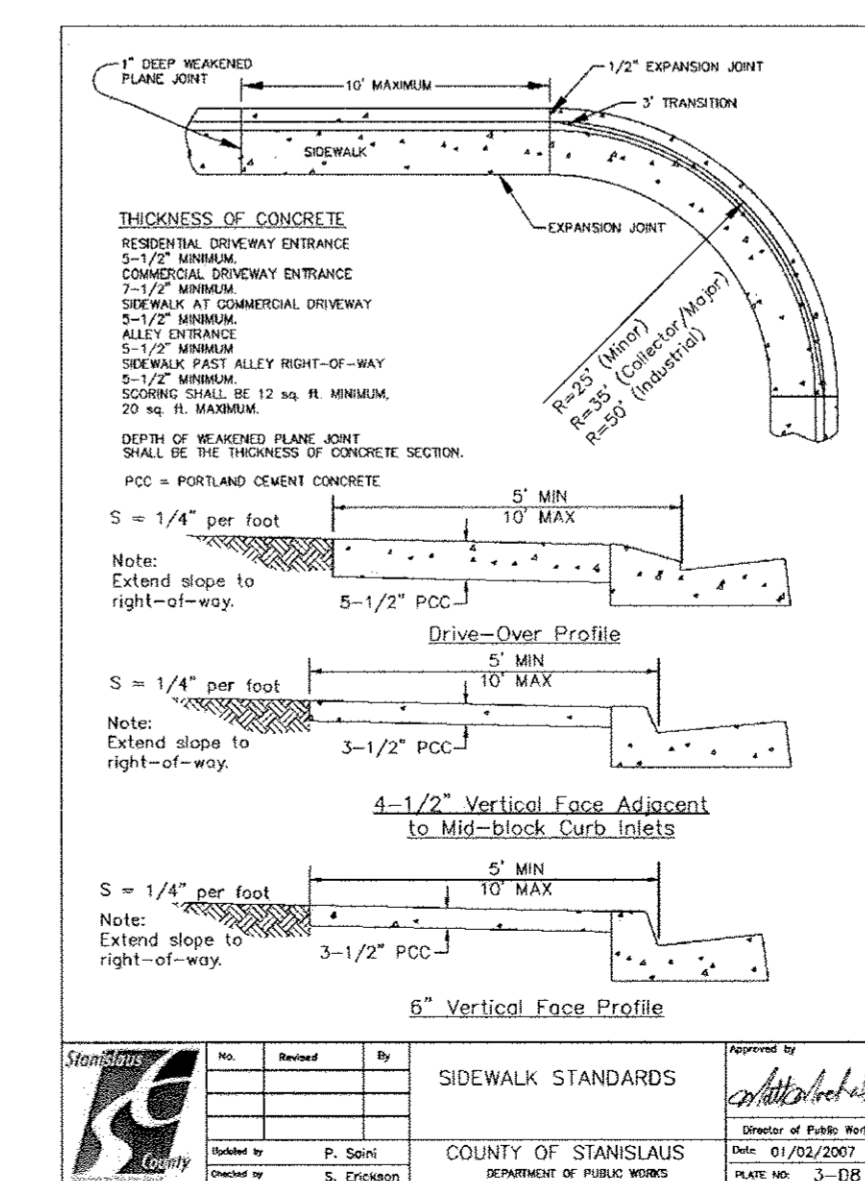 1" DEEP WEAKENED
PLANE JOINT
10' MAXIMUM
1/2" EXPANSION JOINT
3' TRANSITION
SIDEWALK
EXPANSION JOINT
R=25' (Minor)
R=35' (Collector/Major)
R=50' (Industrial)
THICKNESS OF CONCRETE
RESIDENTIAL DRIVEWAY ENTRANCE
5-1/2" MINIMUM.
COMMERCIAL DRIVEWAY ENTRANCE
7-1/2" MINIMUM.
SIDEWALK AT COMMERCIAL DRIVEWAY
5-1/2" MINIMUM.
ALLEY ENTRANCE
5-1/2" MINIMUM
SIDEWALK PAST ALLEY RIGHT-OF-WAY
5-1/2" MINIMUM.
SCORING SHALL BE 12 sq. ft. MINIMUM,
20 sq. ft. MAXIMUM.
DEPTH OF WEAKENED PLANE JOINT
SHALL BE THE THICKNESS OF CONCRETE SECTION.
PCC = PORTLAND CEMENT CONCRETE
5' MIN
10' MAX
S = 1/4" per foot
Note:
Extend slope to
right-of-way.
5-1/2" PCC
Drive-Over Profile
5' MIN
10' MAX
S = 1/4" per foot
Note:
Extend slope to
right-of-way.
3-1/2" PCC
4-1/2" Vertical Face Adjacent
to Mid-block Curb Inlets
5' MIN
10' MAX
S = 1/4" per foot
Note:
Extend slope to
right-of-way.
3-1/2" PCC
6" Vertical Face Profile
Stanislaus
County
No. Revised By
Updated by P. Saini
Checked by S. Erickson
SIDEWALK STANDARDS
COUNTY OF STANISLAUS
DEPARTMENT OF PUBLIC WORKS
Approved by
Director of Public Wor
Date 01/02/2007
PLATE NO: 3-D8